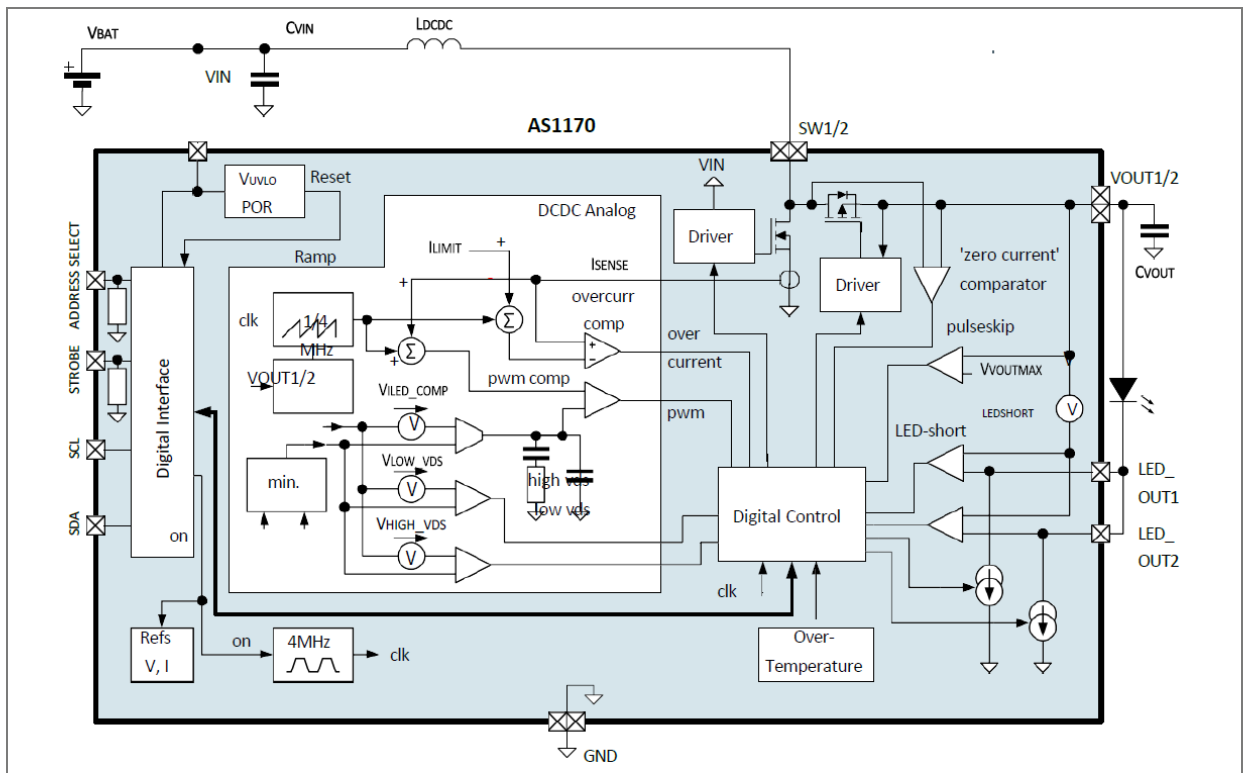 VBAT
CVIN
LDCDC
+
VIN
AS1170
SW1/2
VUVLO
POR
Reset
VIN
VOUT1/2
DCDC Analog
Driver
ILIMIT
+
Ramp
ISENSE
'zero current'
comparator
CVOUT
ADDRESS SELECT
+
overcurr
comp
Driver
clk
1/4
MHz
Σ
Σ
+
+
−
over
current
pulseskip
STROBE
VOUT1/2
pwm comp
VVOUTMAX
VILED_COMP
V
pwm
LEDSHORT
V
Digital Interface
LED-short
SCL
min.
VLOW_VDS
V
high vds
low vds
LED_
OUT1
Digital Control
SDA
VHIGH_VDS
V
LED_
OUT2
on
clk
Refs
V, I
on
4MHz
clk
Over-
Temperature
GND